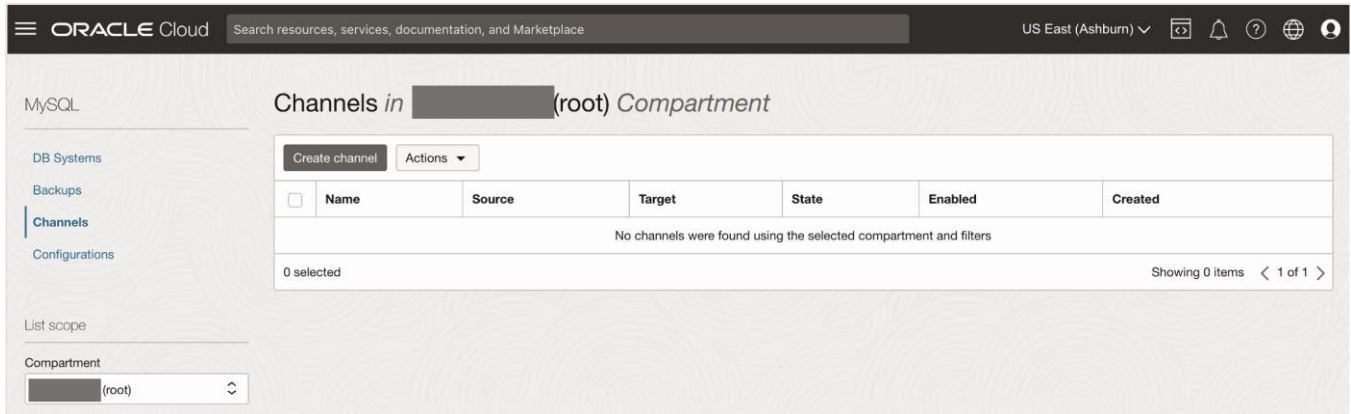 ORACLE Cloud Search resources, services, documentation, and Marketplace US East (Ashburn)
MySQL
Channels in (root) Compartment
DB Systems
Backups
Channels
Configurations
Create channel Actions
Name Source Target State Enabled Created
No channels were found using the selected compartment and filters
0 selected Showing 0 items 1 of 1
List scope
Compartment
(root)